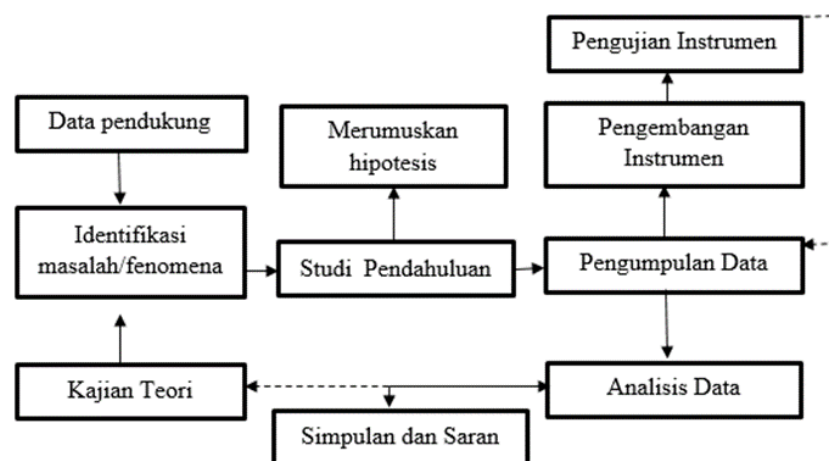 Pengujian Instrumen
Data pendukung
Merumuskan
hipotesis
Pengembangan
Instrumen
Identifikasi
masalah/fenomena
Studi Pendahuluan
Pengumpulan Data
Kajian Teori
Analisis Data
Simpulan dan Saran